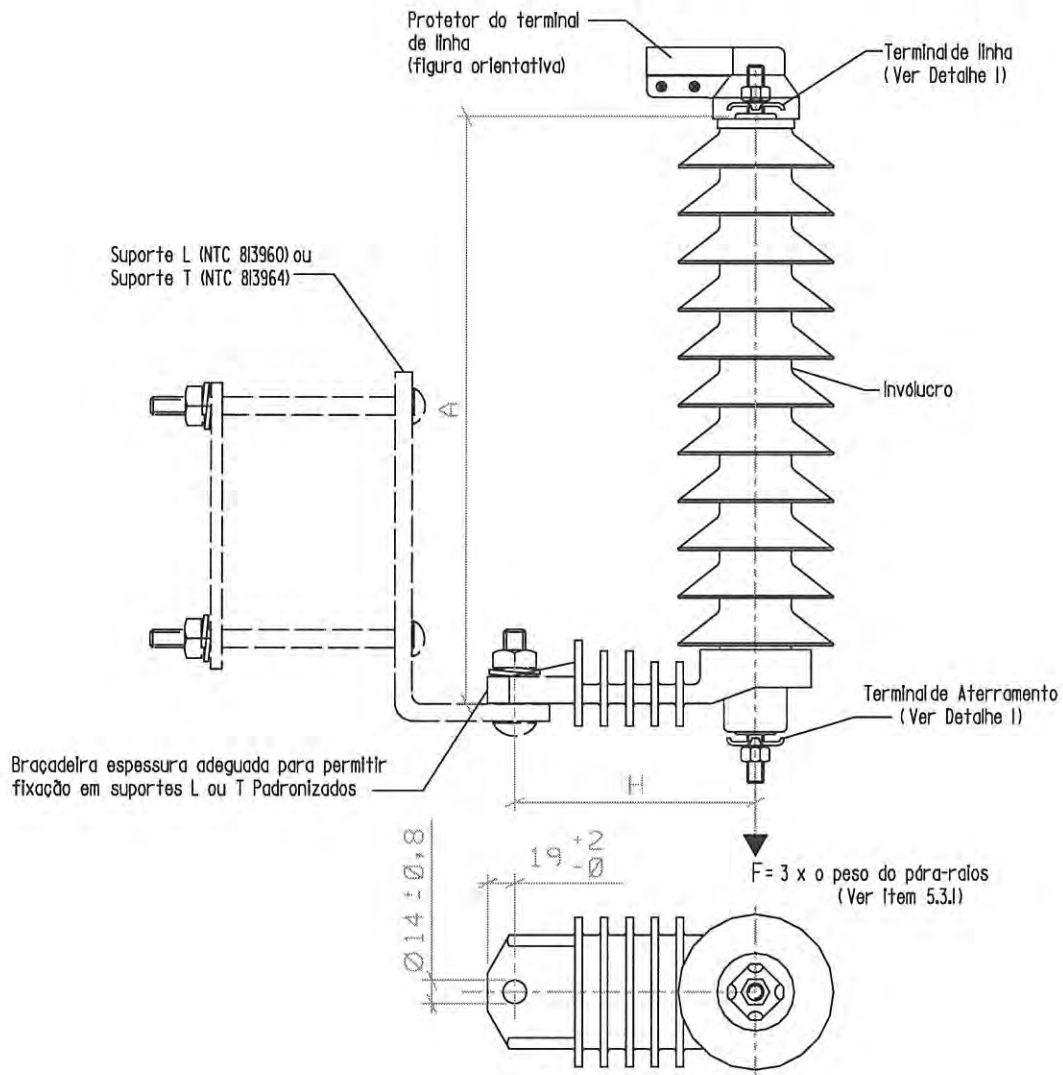 Protetor do terminal
de linha
(figura orientativa)
Terminal de linha
(Ver Detalhe I)
Suporte L (NTC 813960) ou
Suporte T (NTC 813964)
A
Invólucro
Terminal de Aterramento
(Ver Detalhe I)
Braçadeira espessura adeguada para permitir
fixação em suportes L ou T Padronizados
H
F= 3 x o peso do pára-raios
(Ver Item 5.3.1)
19 +2 -0
Ø14 ±0,8